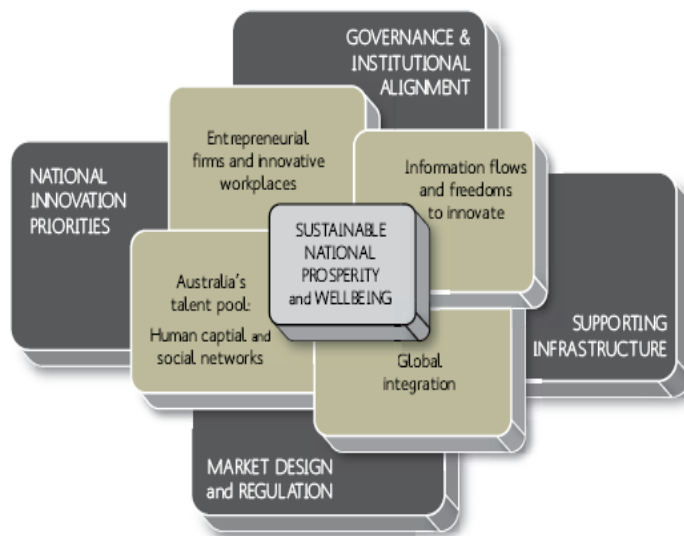 GOVERNANCE &
INSTITUTIONAL
ALIGNMENT
Entrepreneurial
firms and innovative
workplaces
Information flows
and freedoms
to innovate
NATIONAL
INNOVATION
PRIORITIES
SUSTAINABLE
NATIONAL
PROSPERITY
and WELLBEING
Australia's
talent pool:
Human captial and
social networks
Global
integration
SUPPORTING
INFRASTRUCTURE
MARKET DESIGN
and REGULATION